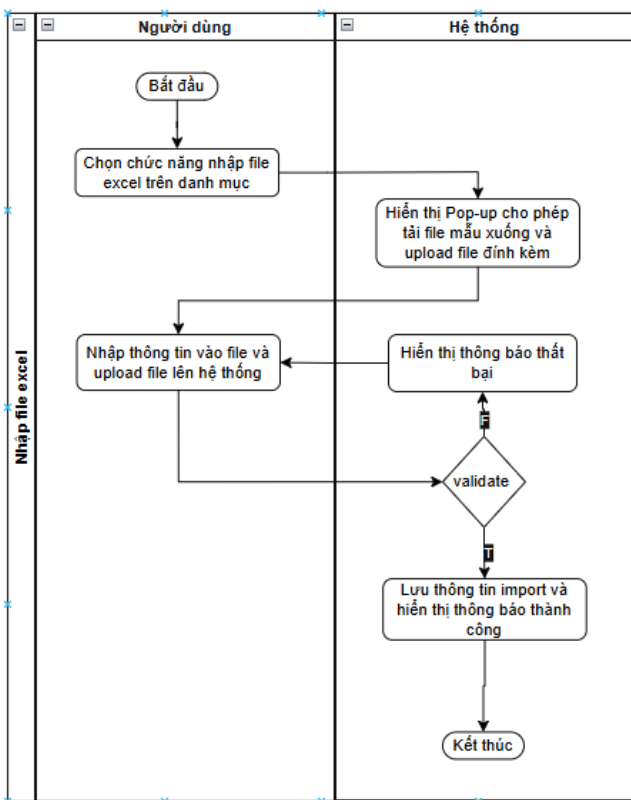 Người dùng
Hệ thống
Nhập file excel
Bắt đầu
Chọn chức năng nhập file
excel trên danh mục
Hiển thị Pop-up cho phép
tải file mẫu xuống và
upload file đính kèm
Nhập thông tin vào file và
upload file lên hệ thống
Hiển thị thông báo thất
bại
F
validate
T
Lưu thông tin import và
hiển thị thông báo thành
công
Kết thúc